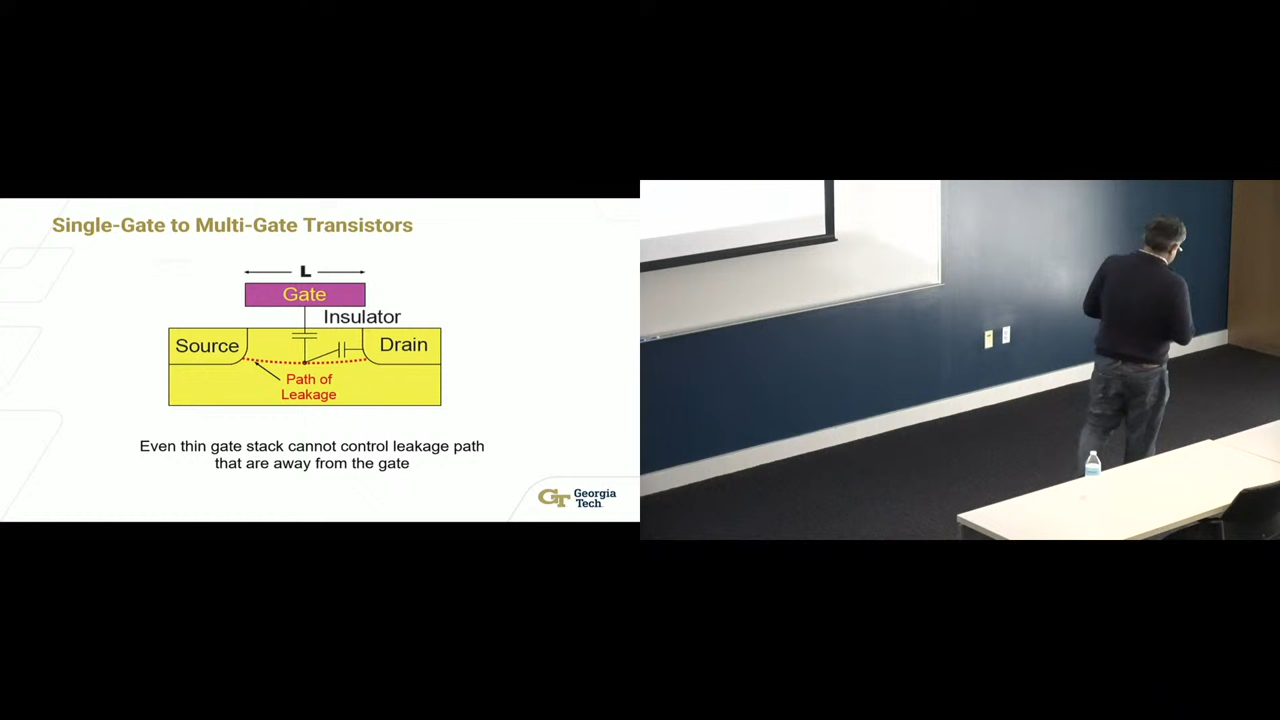 Single-Gate to Multi-Gate Transistors
L
Gate
Insulator
Source
Drain
Path of
Leakage
Even thin gate stack cannot control leakage path
that are away from the gate
GT Georgia
Tech